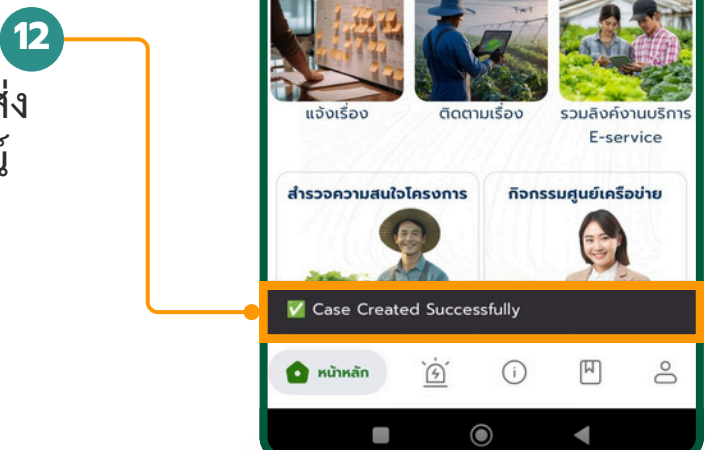 12
ส่ง
แจ้งเรื่อง
ติดตามเรื่อง
รวมลิงค์งานบริการ
E-service
สำรวจความสนใจโครงการ
กิจกรรมศูนย์เครือข่าย
✅ Case Created Successfully
หน้าหลัก